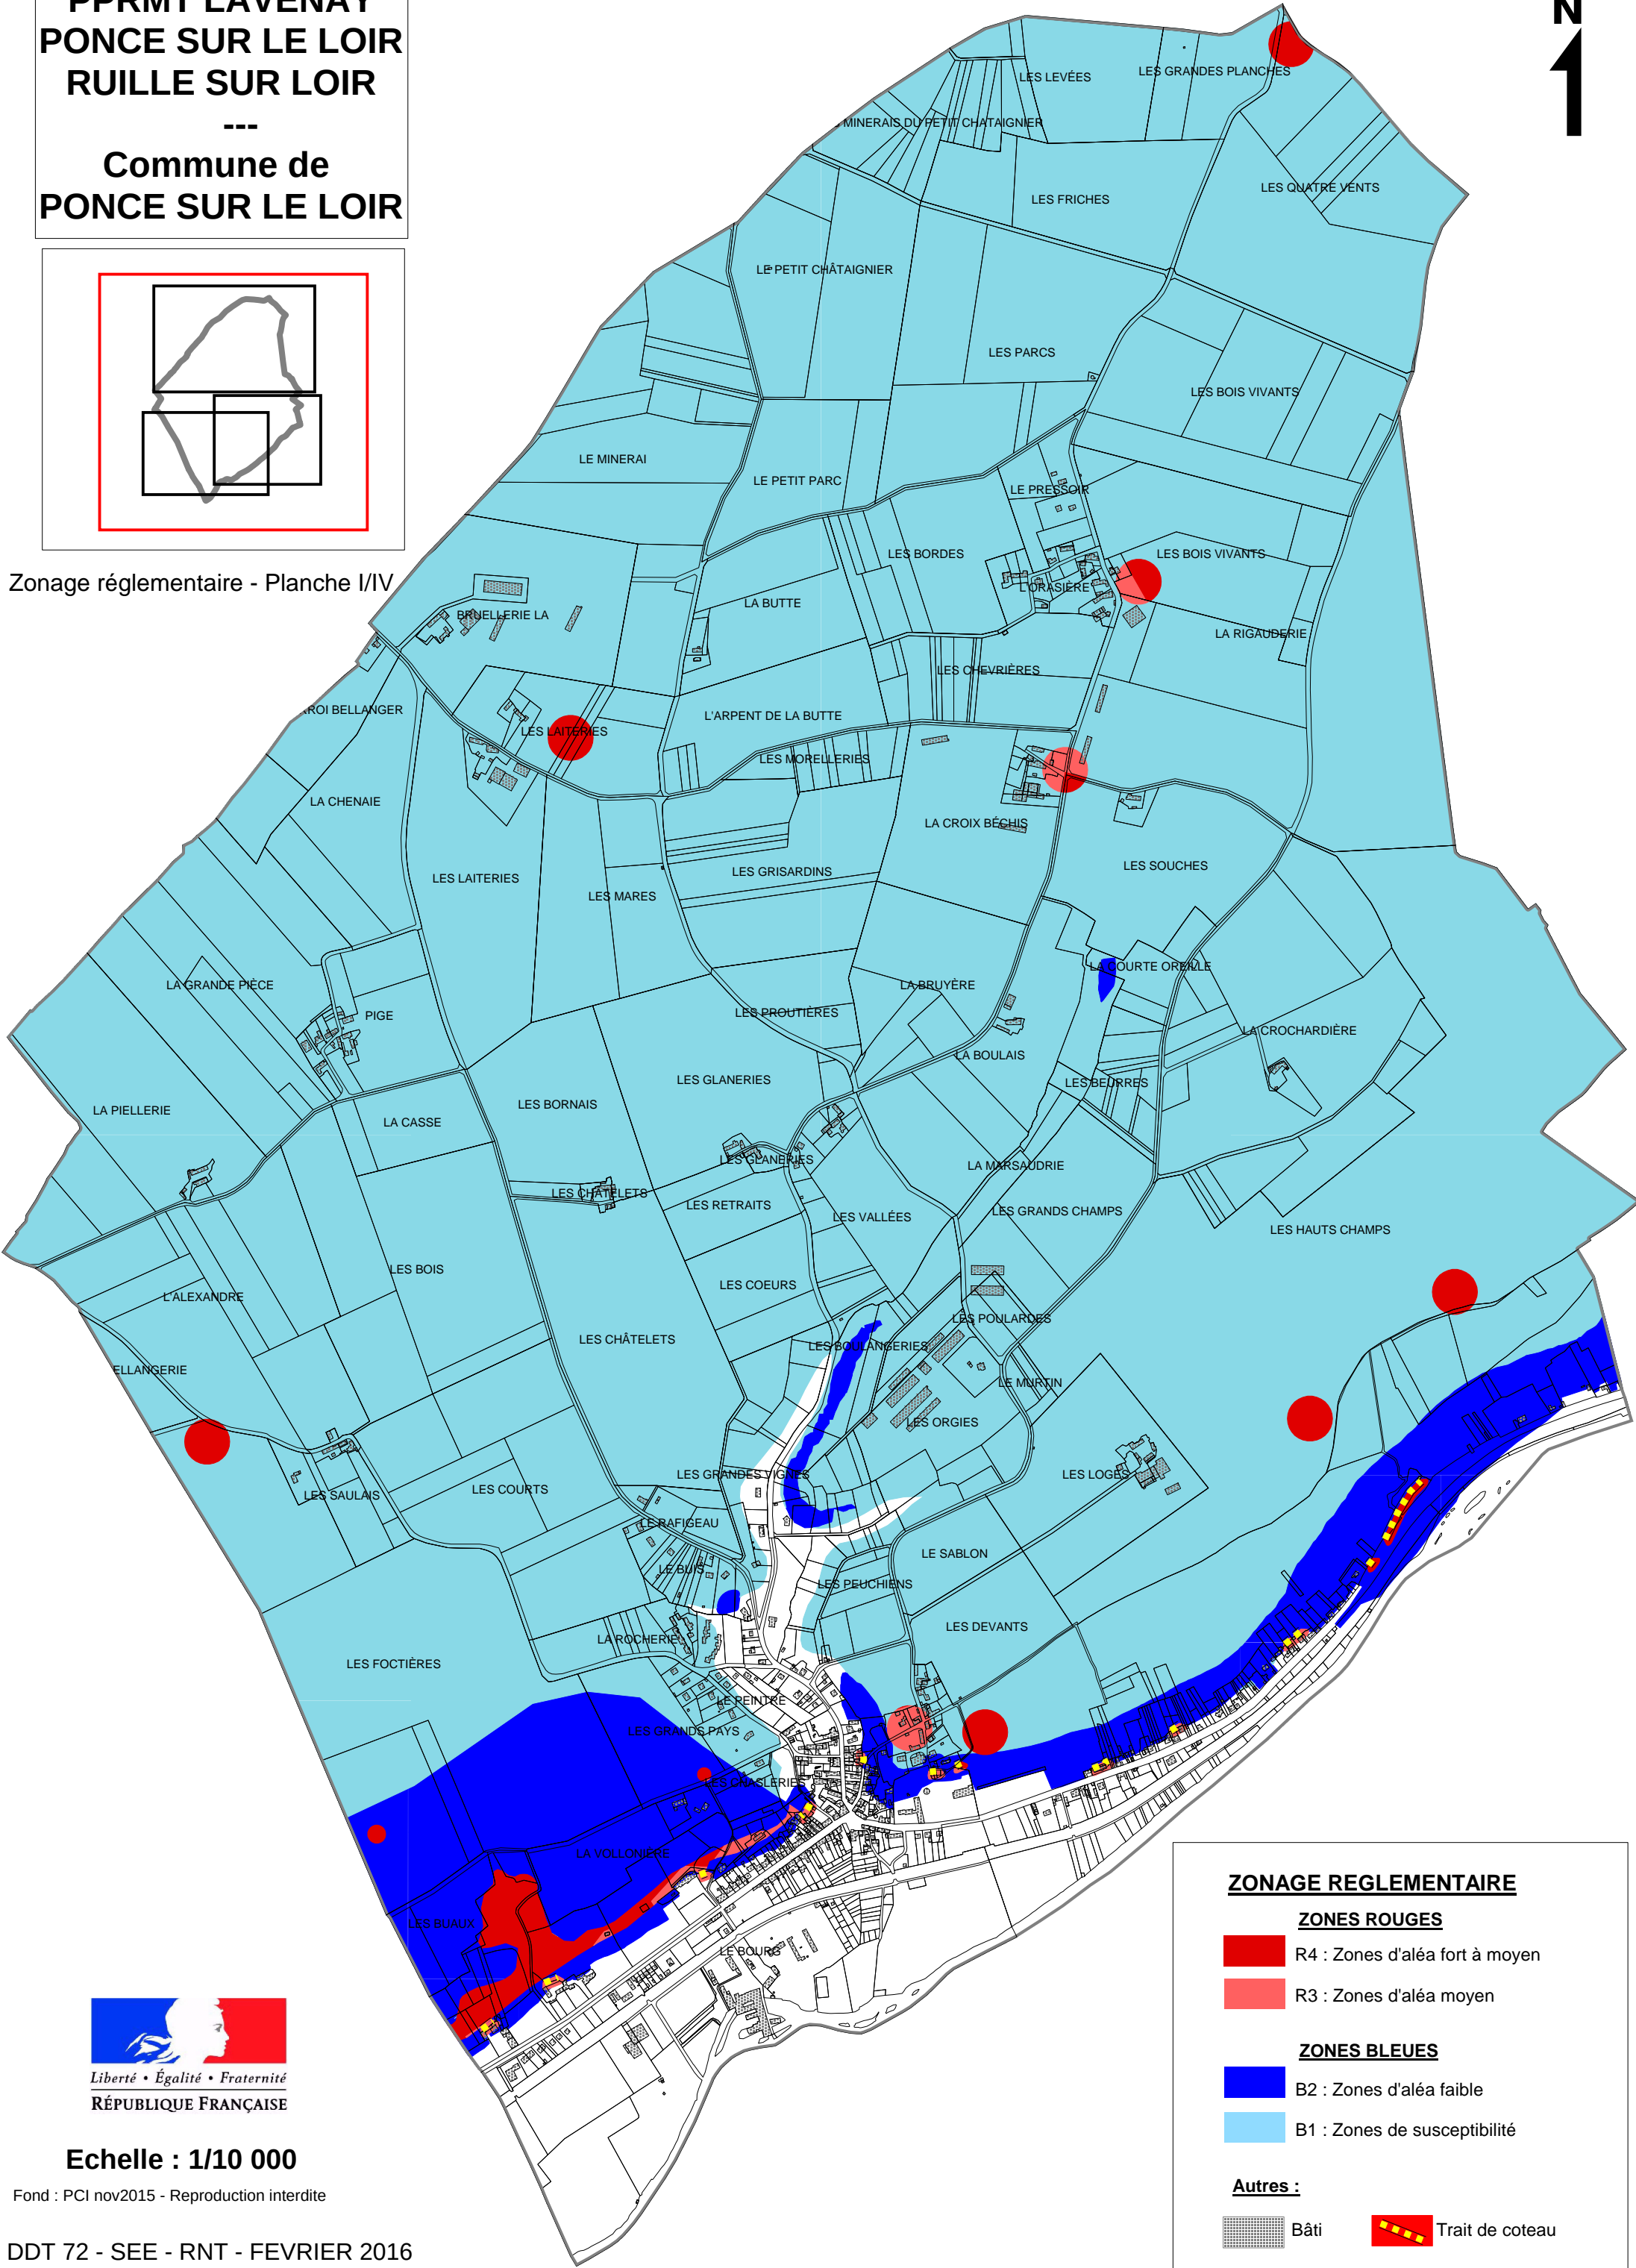 PPRMT LAVENAY
PONCE SUR LE LOIR
RUILLE SUR LOIR
---
Commune de
PONCE SUR LE LOIR
N
Zonage réglementaire - Planche I/IV
LES LEVÉES
LES GRANDES PLANCHES
MINERAIS DU PETIT CHATAIGNIER
LES QUATRE VENTS
LES FRICHES
LE PETIT CHÂTAIGNIER
LES PARCS
LES BOIS VIVANTS
LE MINERAI
LE PETIT PARC
LE PRESSOIR
LES BORDES
LES BOIS VIVANTS
L'ORASIÈRE
LA BUTTE
BRUELLERIE LA
LA RIGAUDERIE
LES CHEVRIÈRES
ROI BELLANGER
L'ARPENT DE LA BUTTE
LES LAITERIES
LES MORELLERIES
LA CHENAIE
LA CROIX BÉCHIS
LES SOUCHES
LES GRISARDINS
LES LAITERIES
LES MARES
LA COURTE OREILLE
LA GRANDE PIÈCE
LA BRUYÈRE
PIGE
LES PROUTIÈRES
LA CROCHARDIÈRE
LA BOULAIS
LES GLANERIES
LES BEURRES
LES BORNAIS
LA PIELLERIE
LA CASSE
LES GLANERIES
LA MARSAUDRIE
LES CHÂTELETS
LES RETRAITS
LES GRANDS CHAMPS
LES VALLÉES
LES HAUTS CHAMPS
LES BOIS
LES COEURS
L'ALEXANDRE
LES POULARDES
LES CHÂTELETS
LES BOULANGERIES
ELLANGERIE
LE MURTIN
LES ORGIES
LES GRANDES VIGNES
LES LOGES
LES COURTS
LES SAULAIS
LE RAFIGEAU
LE SABLON
LE BUIS
LES PEUCHIENS
LES DEVANTS
LA ROCHERIE
LES FOCTIÈRES
LE PEINTRE
LES GRANDS PAYS
LES CHASLERIES
LA VOLLONIÈRE
LES BUAUX
LE BOURG
ZONAGE REGLEMENTAIRE
ZONES ROUGES
R4 : Zones d'aléa fort à moyen
R3 : Zones d'aléa moyen
ZONES BLEUES
B2 : Zones d'aléa faible
B1 : Zones de susceptibilité
Autres :
Bâti
Trait de coteau
Liberté • Égalité • Fraternité
RÉPUBLIQUE FRANÇAISE
Echelle : 1/10 000
Fond : PCI nov2015 - Reproduction interdite
DDT 72 - SEE - RNT - FEVRIER 2016